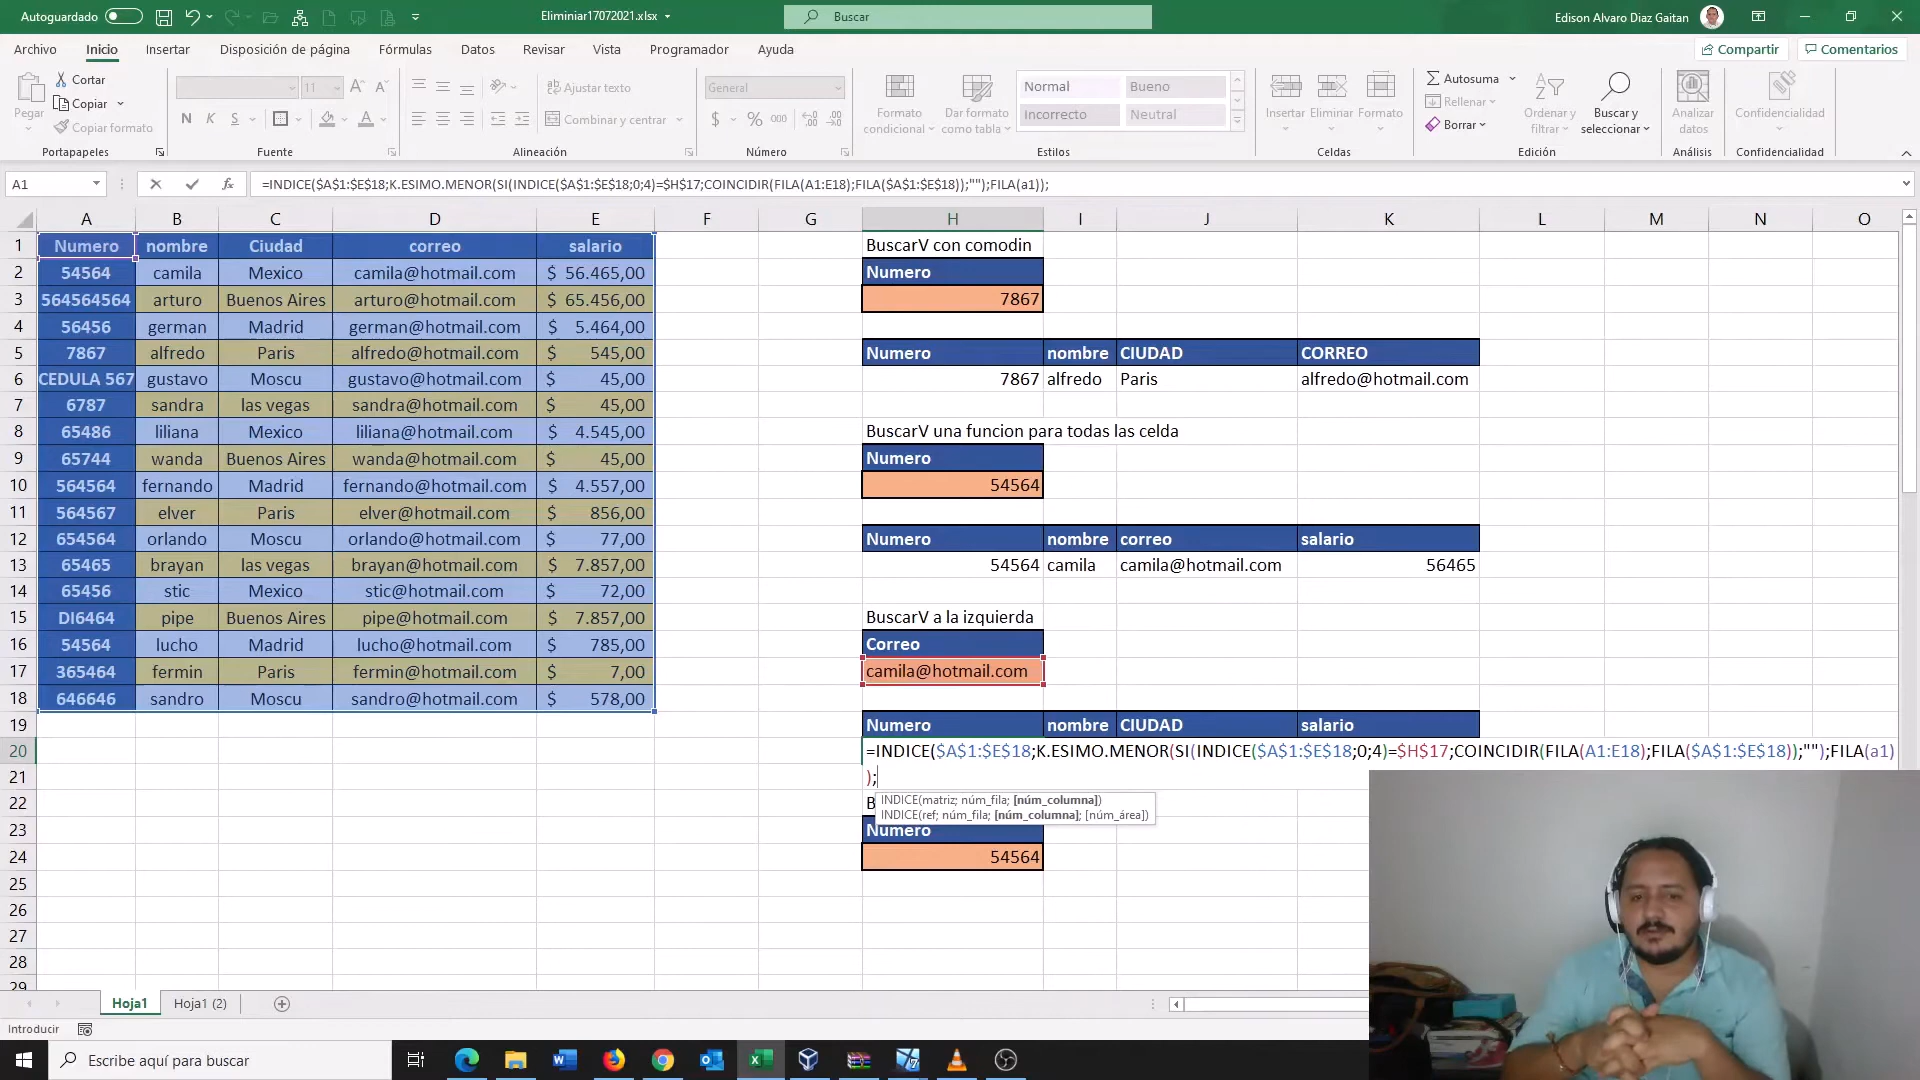 Autoguardado
Eliminiar17072021.xlsx
Buscar
Edison Alvaro Diaz Gaitan
Archivo Inicio Insertar Disposición de página Fórmulas Datos Revisar Vista Programador Ayuda
Compartir
Comentarios
Pegar
Cortar
Copiar
Copiar formato
Portapapeles
11
N K S
Fuente
Ajustar texto
Combinar y centrar
Alineación
General
$ % 000
Número
Formato condicional
Dar formato como tabla
Normal Bueno
Incorrecto Neutral
Estilos
Insertar Eliminar Formato
Celdas
Autosuma
Rellenar
Borrar
Ordenar y filtrar
Buscar y seleccionar
Edición
Analizar datos
Análisis
Confidencialidad
Confidencialidad
A1
fx
=INDICE($A$1:$E$18;K.ESIMO.MENOR(SI(INDICE($A$1:$E$18;0;4)=$H$17;COINCIDIR(FILA(A1:E18);FILA($A$1:$E$18));"");FILA(a1));
A B C D E F G H I J K L M N O
1 Numero nombre Ciudad correo salario BuscarV con comodin
2 54564 camila Mexico camila@hotmail.com $ 56.465,00 Numero
3 564564564 arturo Buenos Aires arturo@hotmail.com $ 65.456,00 7867
4 56456 german Madrid german@hotmail.com $ 5.464,00
5 7867 alfredo Paris alfredo@hotmail.com $ 545,00 Numero nombre CIUDAD CORREO
6 CEDULA 567 gustavo Moscu gustavo@hotmail.com $ 45,00 7867 alfredo Paris alfredo@hotmail.com
7 6787 sandra las vegas sandra@hotmail.com $ 45,00
8 65486 liliana Mexico liliana@hotmail.com $ 4.545,00 BuscarV una funcion para todas las celda
9 65744 wanda Buenos Aires wanda@hotmail.com $ 45,00 Numero
10 564564 fernando Madrid fernando@hotmail.com $ 4.557,00 54564
11 564567 elver Paris elver@hotmail.com $ 856,00
12 654564 orlando Moscu orlando@hotmail.com $ 77,00 Numero nombre correo salario
13 65465 brayan las vegas brayan@hotmail.com $ 7.857,00 54564 camila camila@hotmail.com 56465
14 65456 stic Mexico stic@hotmail.com $ 72,00
15 DI6464 pipe Buenos Aires pipe@hotmail.com $ 7.857,00 BuscarV a la izquierda
16 54564 lucho Madrid lucho@hotmail.com $ 785,00 Correo
17 365464 fermin Paris fermin@hotmail.com $ 7,00 camila@hotmail.com
18 646646 sandro Moscu sandro@hotmail.com $ 578,00
19 Numero nombre CIUDAD salario
20 =INDICE($A$1:$E$18;K.ESIMO.MENOR(SI(INDICE($A$1:$E$18;0;4)=$H$17;COINCIDIR(FILA(A1:E18);FILA($A$1:$E$18));"");FILA(a1)
21 );
INDICE(matriz; núm_fila; [núm_columna])
22 B
INDICE(ref; núm_fila; [núm_columna]; [núm_área])
23 Numero
24 54564
25
26
27
28
29
Hoja1 Hoja1 (2)
Introducir
Escribe aquí para buscar